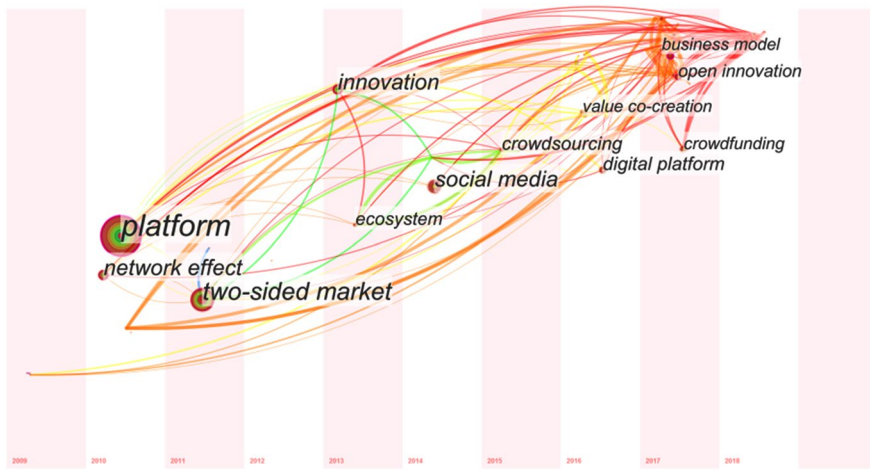 business model
open innovation
innovation
value co-creation
crowdsourcing
crowdfunding
digital platform
social media
ecosystem
platform
network effect
two-sided market
2009 2010 2011 2012 2013 2014 2015 2016 2017 2018